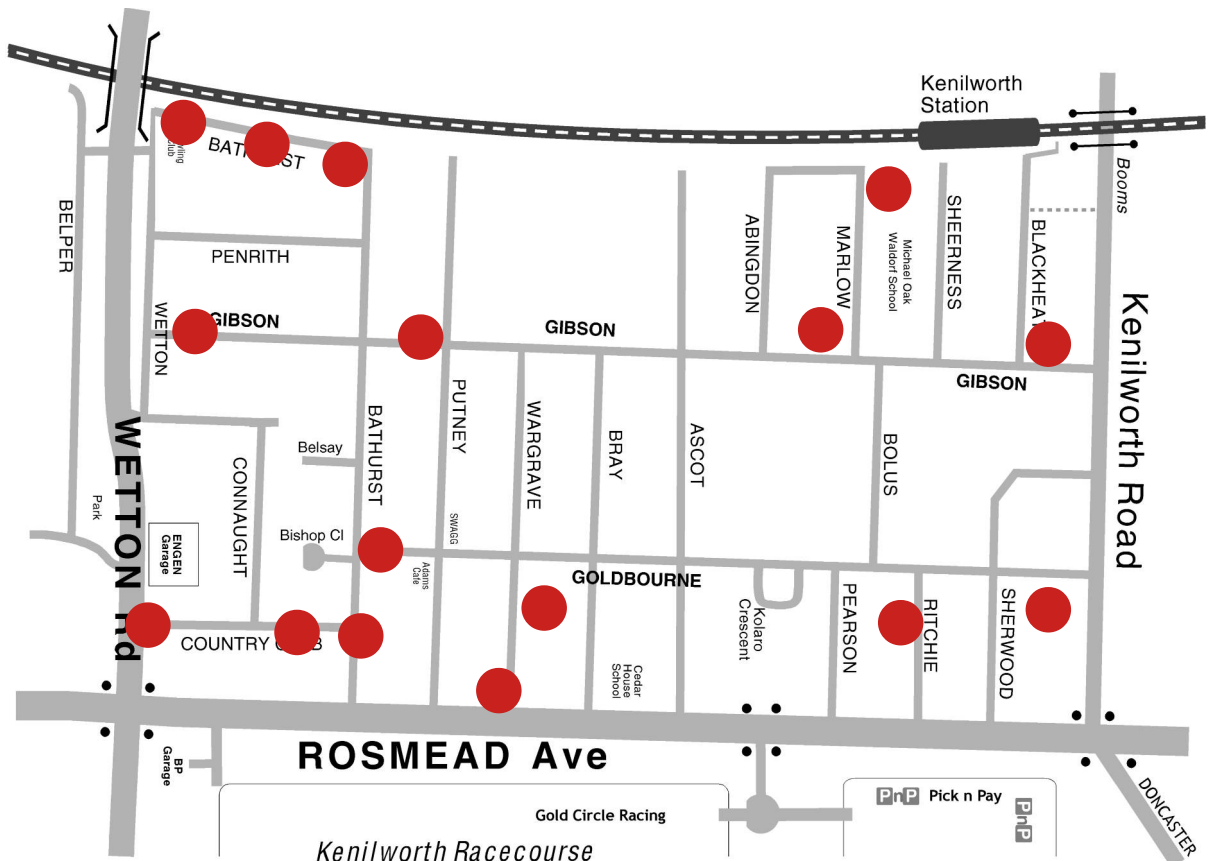 Kenilworth
Station
Booms
BELPER
PENRITH
WETTON
GIBSON
GIBSON
GIBSON
ABINGDON
MARLOW
Michael Oak
Waldorf School
SHEERNESS
Kenilworth Road
WETTON Rd
Park
ENGEN
Garage
CONNAUGHT
Belsay
Bishop Cl
BATHURST
PUTNEY
SWAGG
Adams
Cafe
WARGRAVE
BRAY
ASCOT
BOLUS
GOLDBOURNE
COUNTRY
Cedar
House
School
Kolaro
Crescent
PEARSON
RITCHIE
SHERWOOD
BP
Garage
ROSMEAD Ave
Gold Circle Racing
Kenilworth Racecourse
PnP Pick n Pay
PnP
DONCASTER